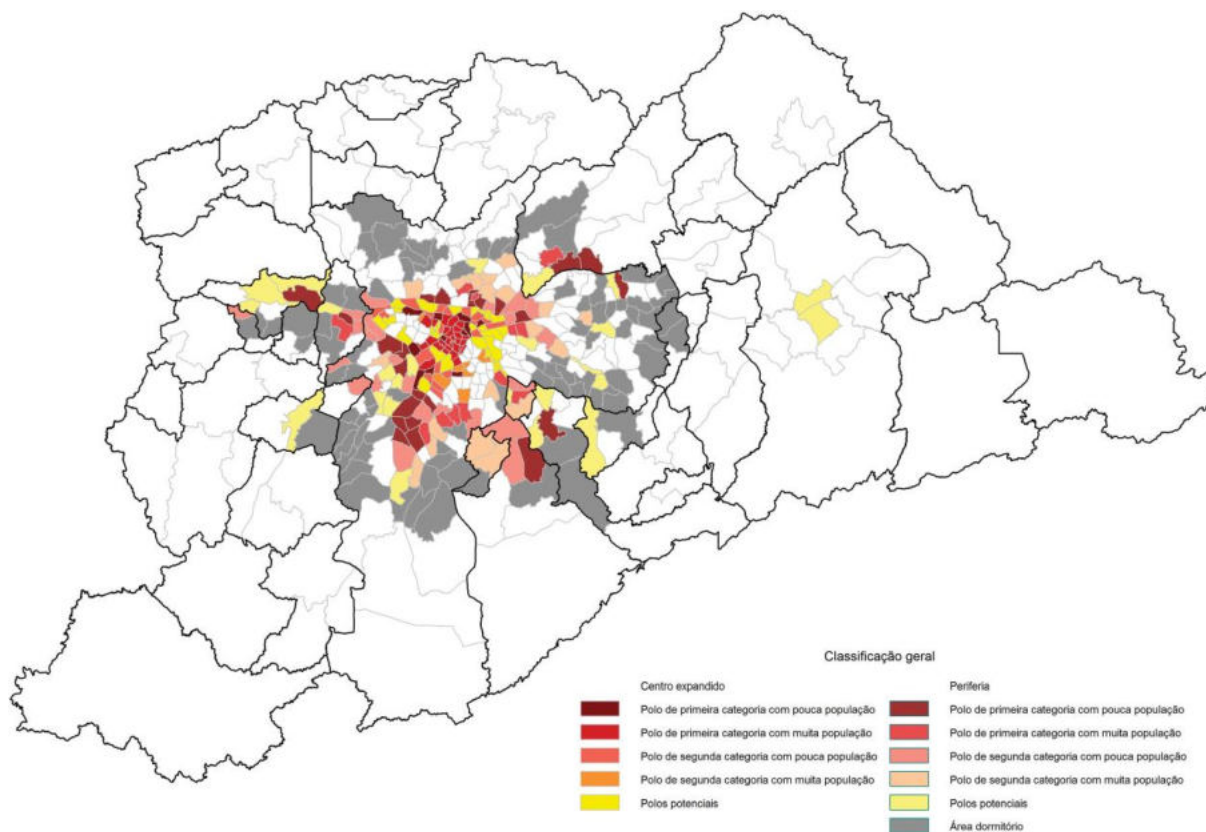 Classificação geral
Centro expandido
Polo de primeira categoria com pouca população
Polo de primeira categoria com muita população
Polo de segunda categoria com pouca população
Polo de segunda categoria com muita população
Polos potenciais
Periferia
Polo de primeira categoria com pouca população
Polo de primeira categoria com muita população
Polo de segunda categoria com pouca população
Polo de segunda categoria com muita população
Polos potenciais
Área dormitório